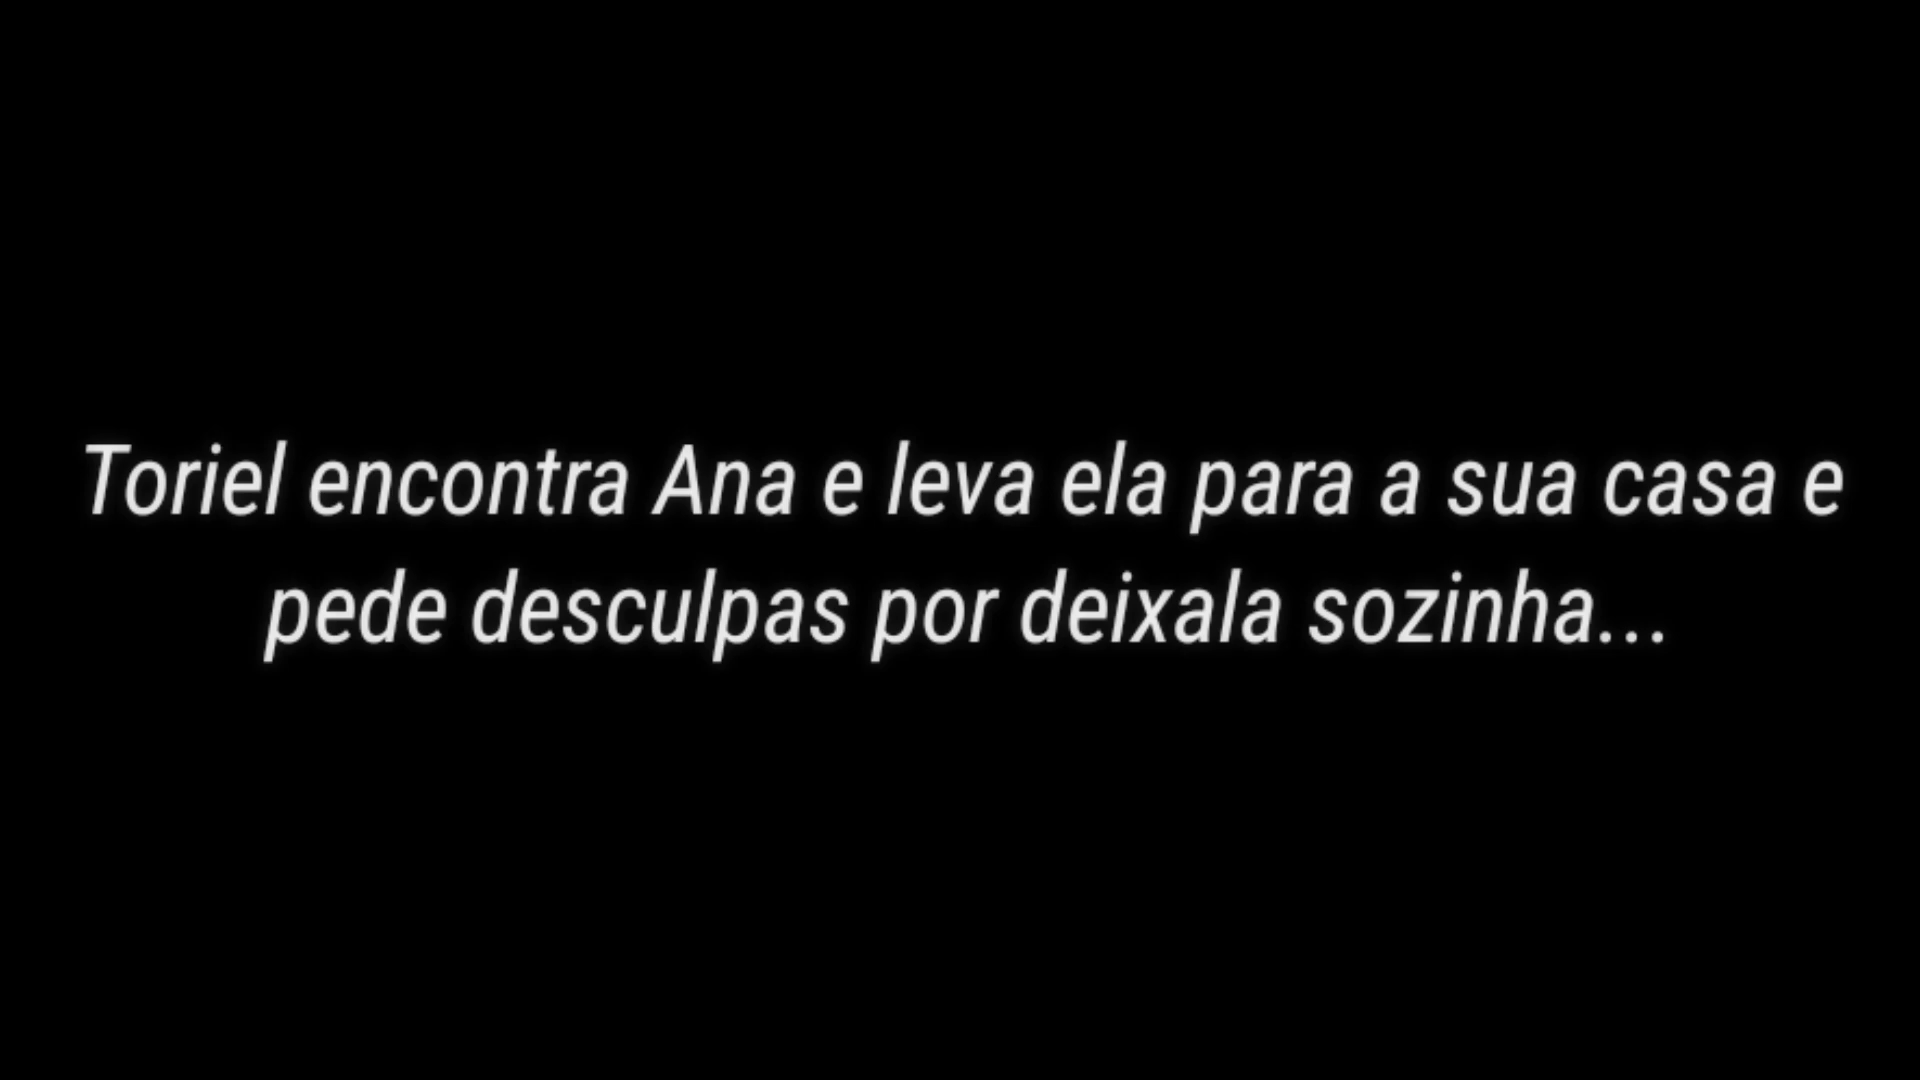 Toriel encontra Ana e leva ela para a sua casa e
pede desculpas por deixala sozinha...